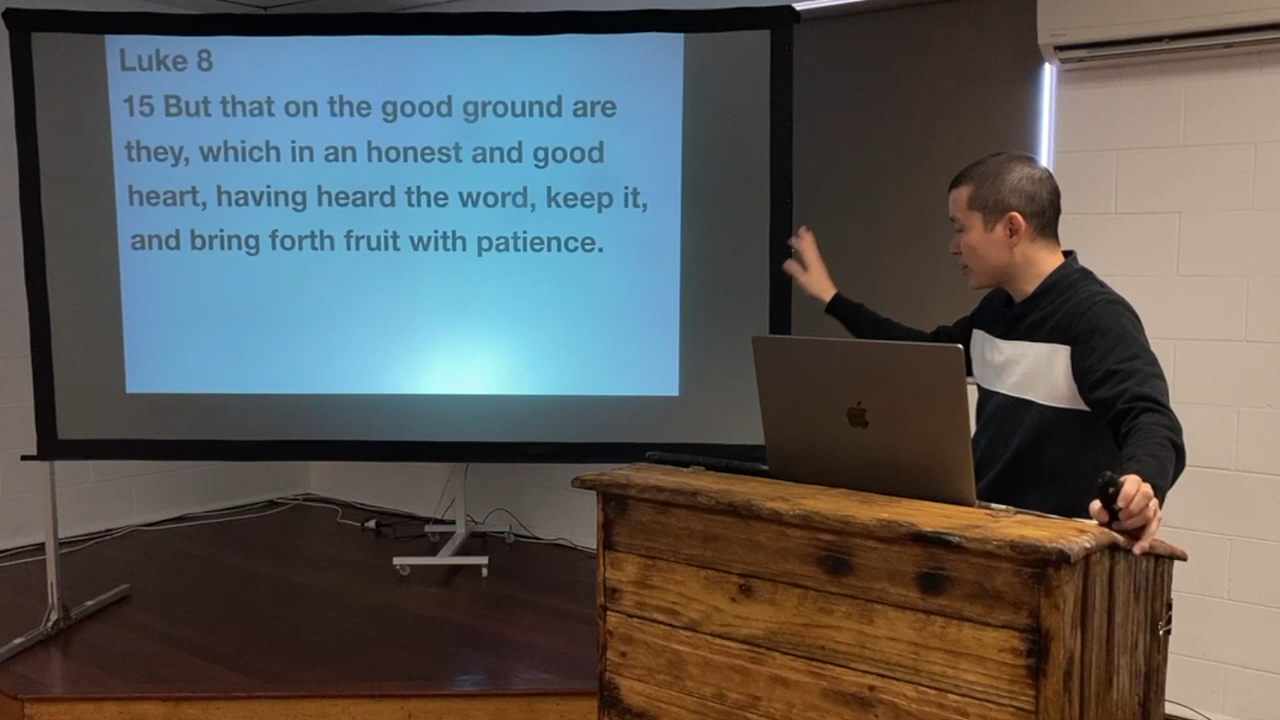 Luke 8
15 But that on the good ground are
they, which in an honest and good
heart, having heard the word, keep it,
and bring forth fruit with patience.